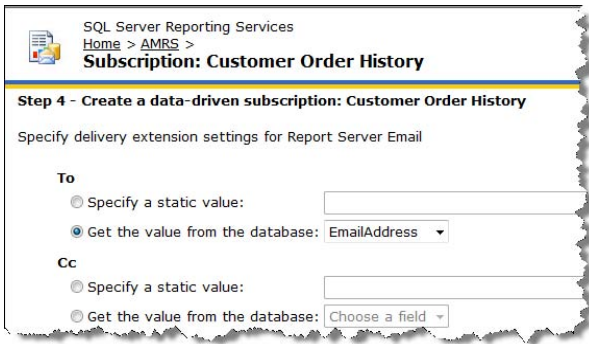 SQL Server Reporting Services
Home > AMRS >
Subscription: Customer Order History
Step 4 - Create a data-driven subscription: Customer Order History
Specify delivery extension settings for Report Server Email
To
Specify a static value:
Get the value from the database: EmailAddress
Cc
Specify a static value:
Get the value from the database: Choose a field